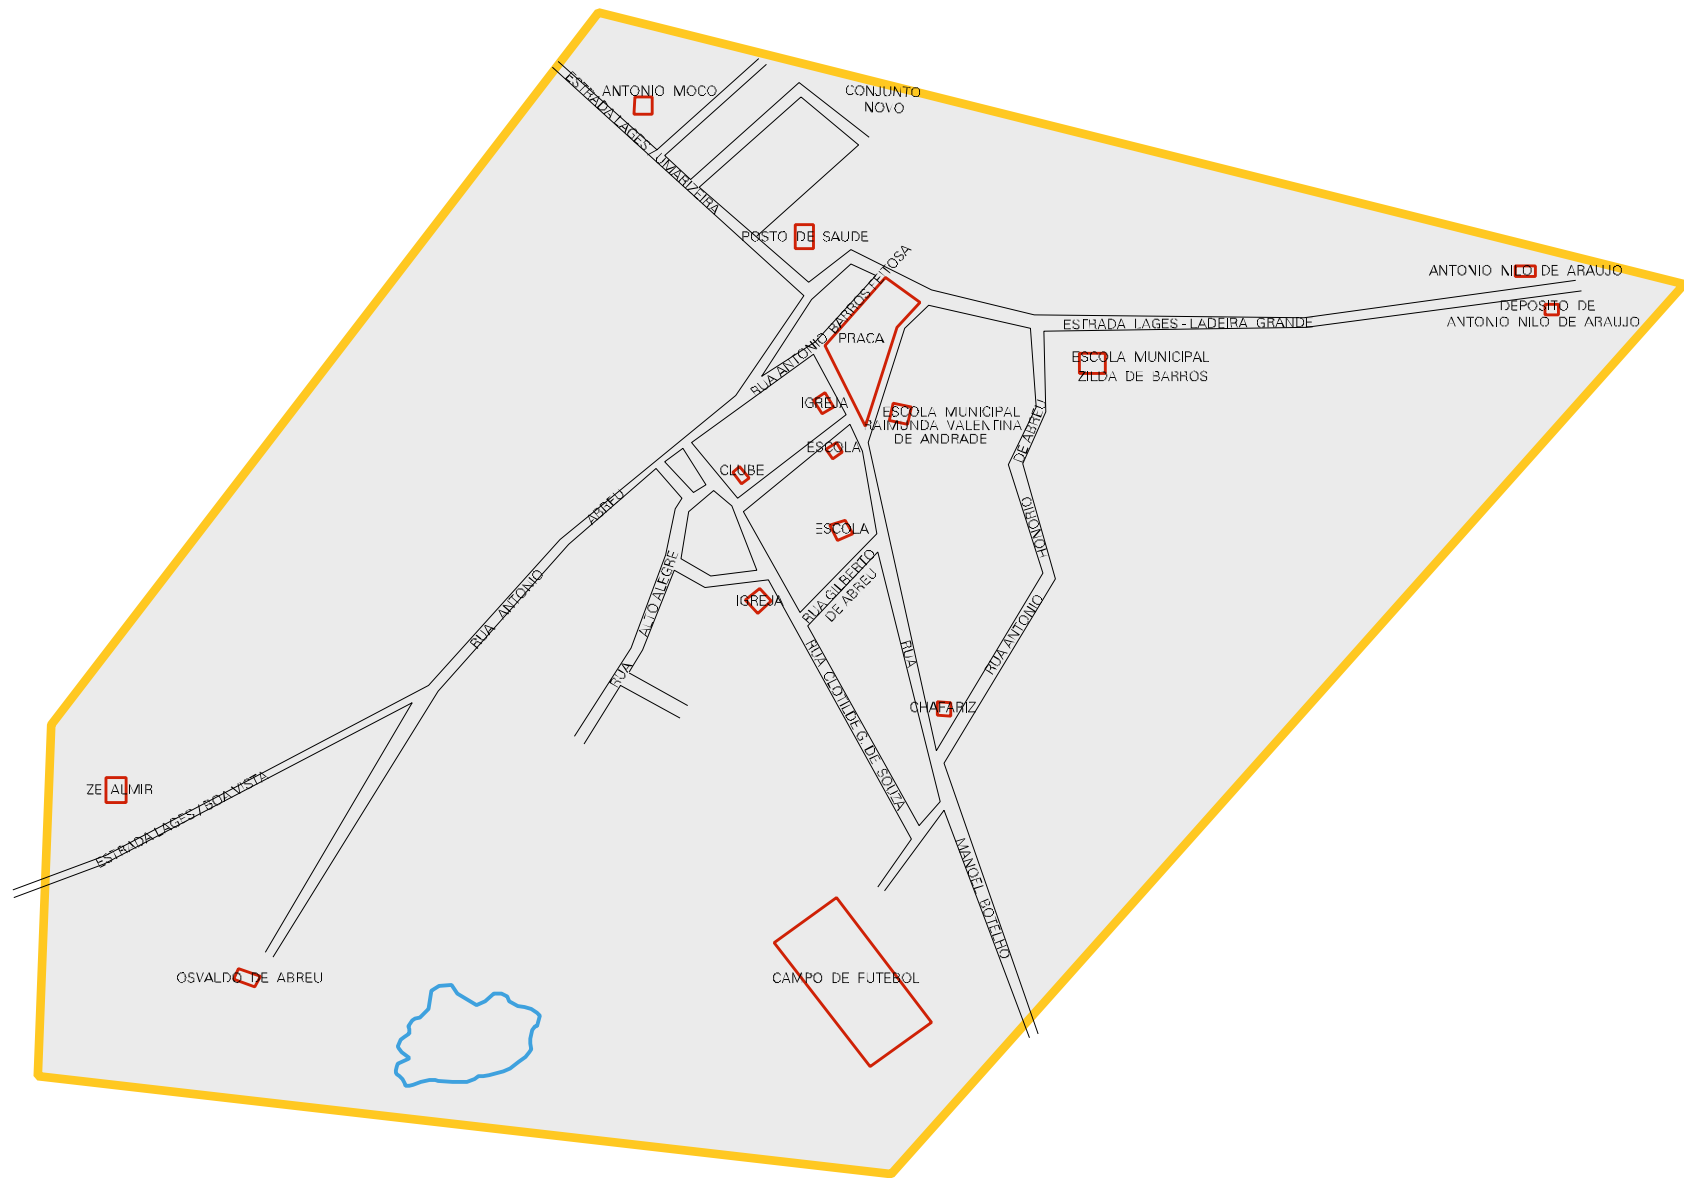 ANTONIO MOCO
CONJUNTO
NOVO
ESTRADA LAGES / UMARIZEIRA
POSTO DE SAUDE
RUA ANTONIO BARROS FEITOSA
ANTONIO NILO DE ARAUJO
DEPOSITO DE
ANTONIO NILO DE ARAUJO
ESTRADA LAGES - LADEIRA GRANDE
PRACA
ESCOLA MUNICIPAL
ZILDA DE BARROS
IGREJA
ESCOLA MUNICIPAL
RAIMUNDA VALENTINA
DE ANDRADE
ESCOLA
CLUBE
RUA ANTONIO ABREU
ESCOLA
RUA ANTONIO HONORIO DE ABREU
RUA GILBERTO
DE ABREU
IGREJA
RUA ALTO ALEGRE
RUA CLOTILDE G. DE SOUZA
RUA MANOEL BOTELHO
CHAFARIZ
ZE ALMIR
ESTRADA LAGES / BOA VISTA
OSVALDO DE ABREU
CAMPO DE FUTEBOL